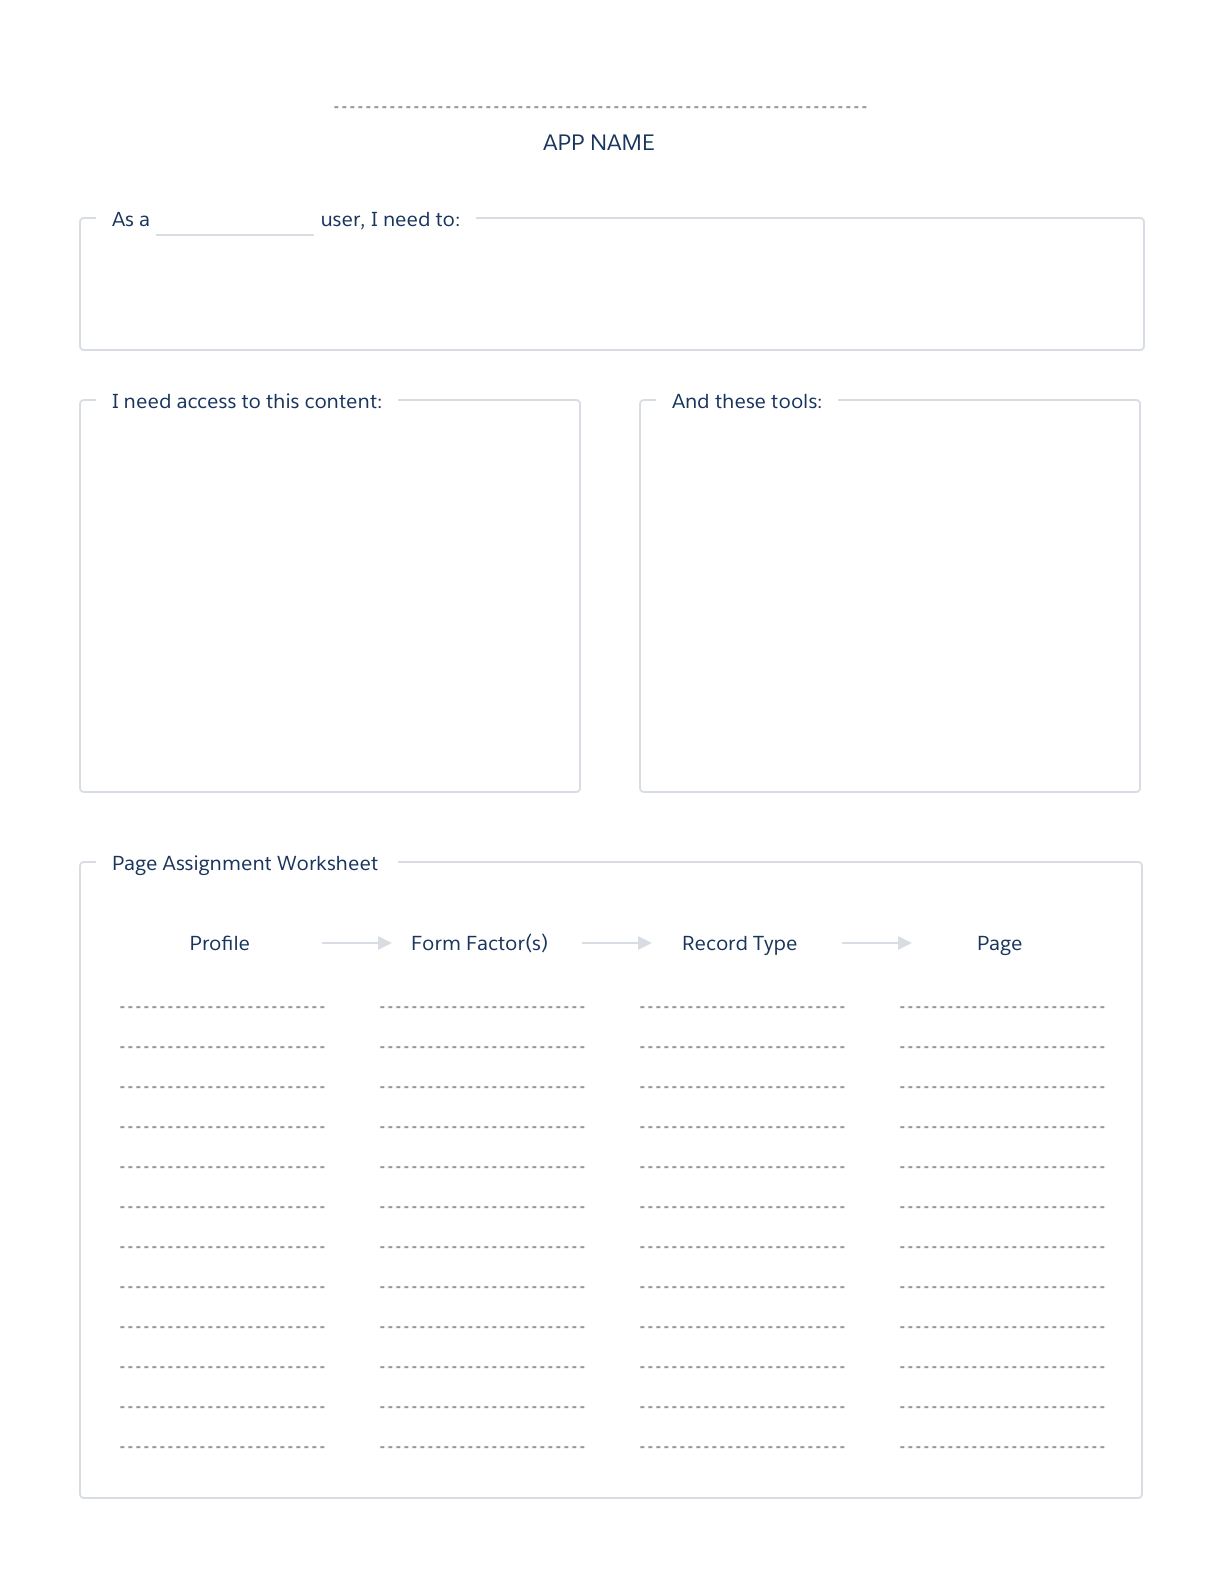 APP NAME
As a ______________ user, I need to:
I need access to this content:
And these tools:
Page Assignment Worksheet
Profile
Form Factor(s)
Record Type
Page